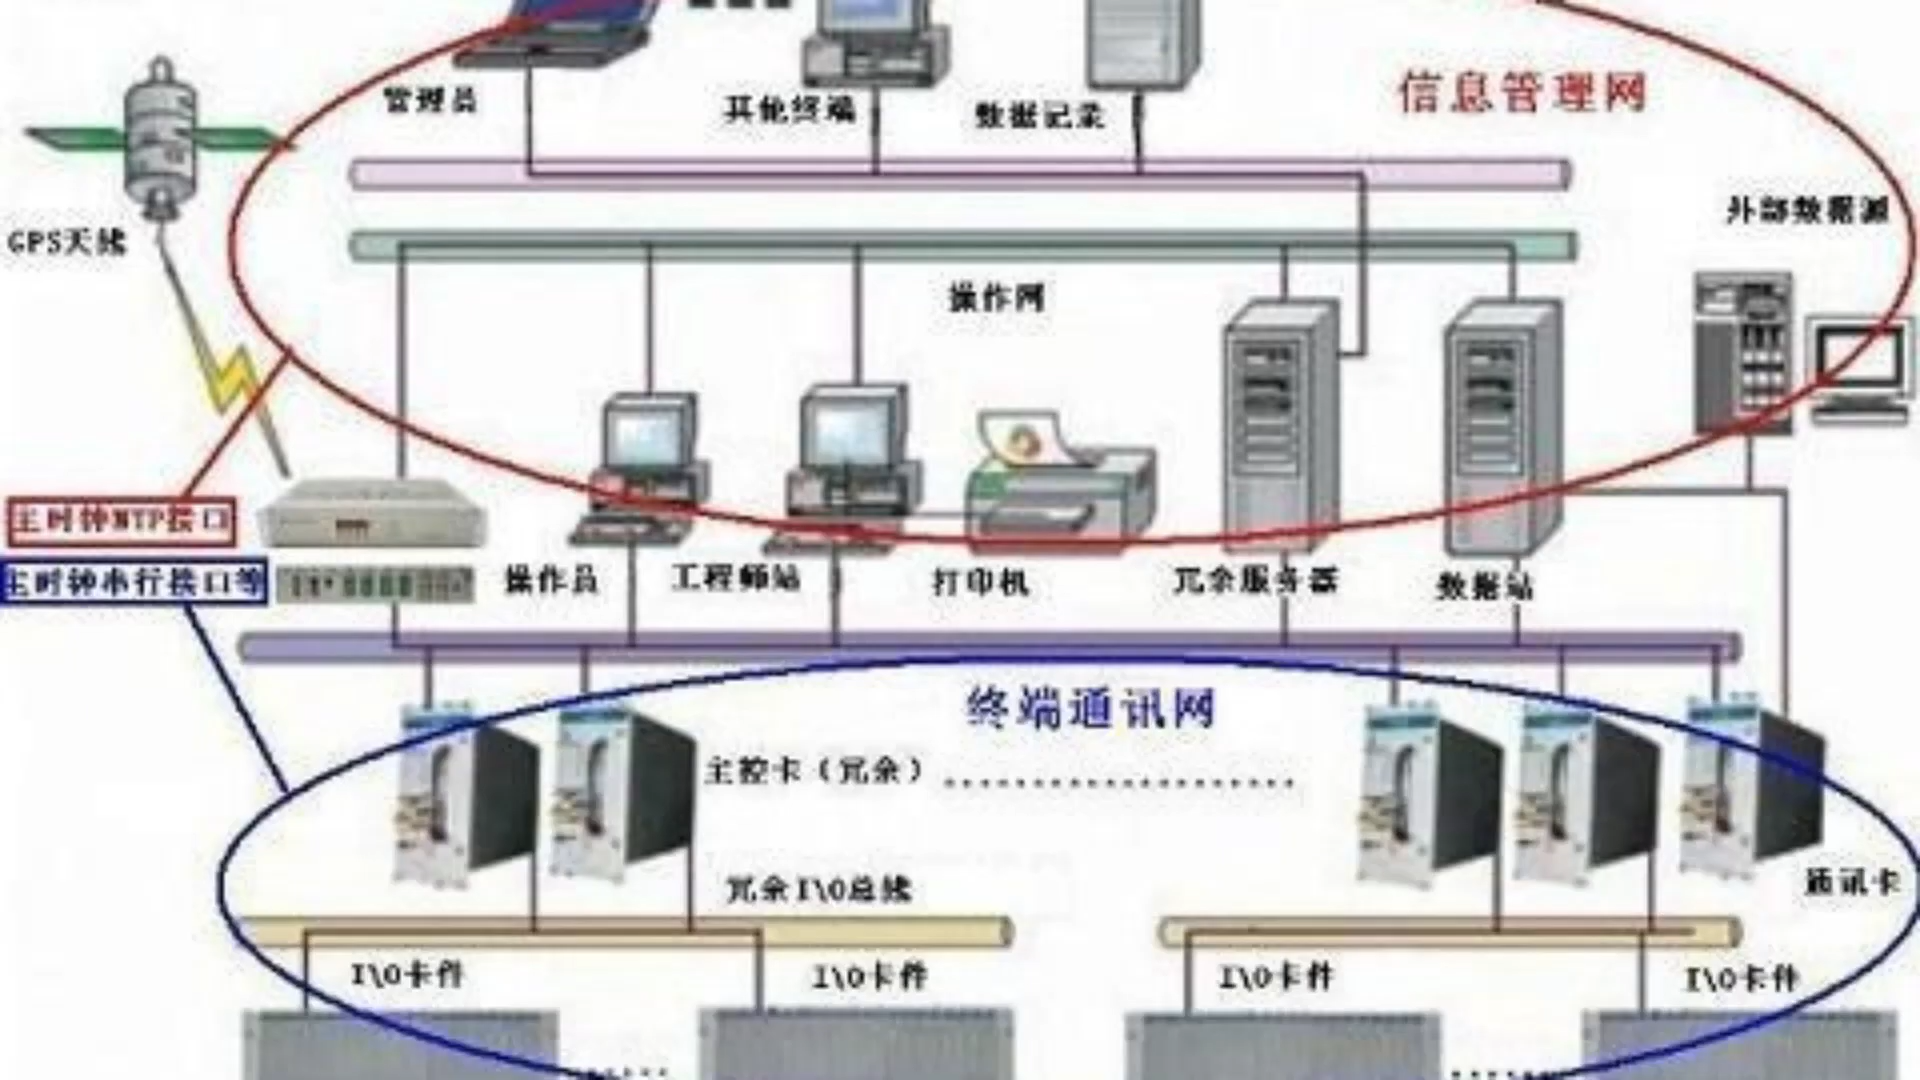 管理员
其他终端
数据记录
信息管理网
外部数据源
GPS天线
操作网
主时钟NTP接口
主时钟串行接口等
操作员
工程师站
打印机
冗余服务器
数据站
终端通讯网
主控卡（冗余）
通讯卡
冗余I\O总线
I\O卡件
I\O卡件
I\O卡件
I\O卡件